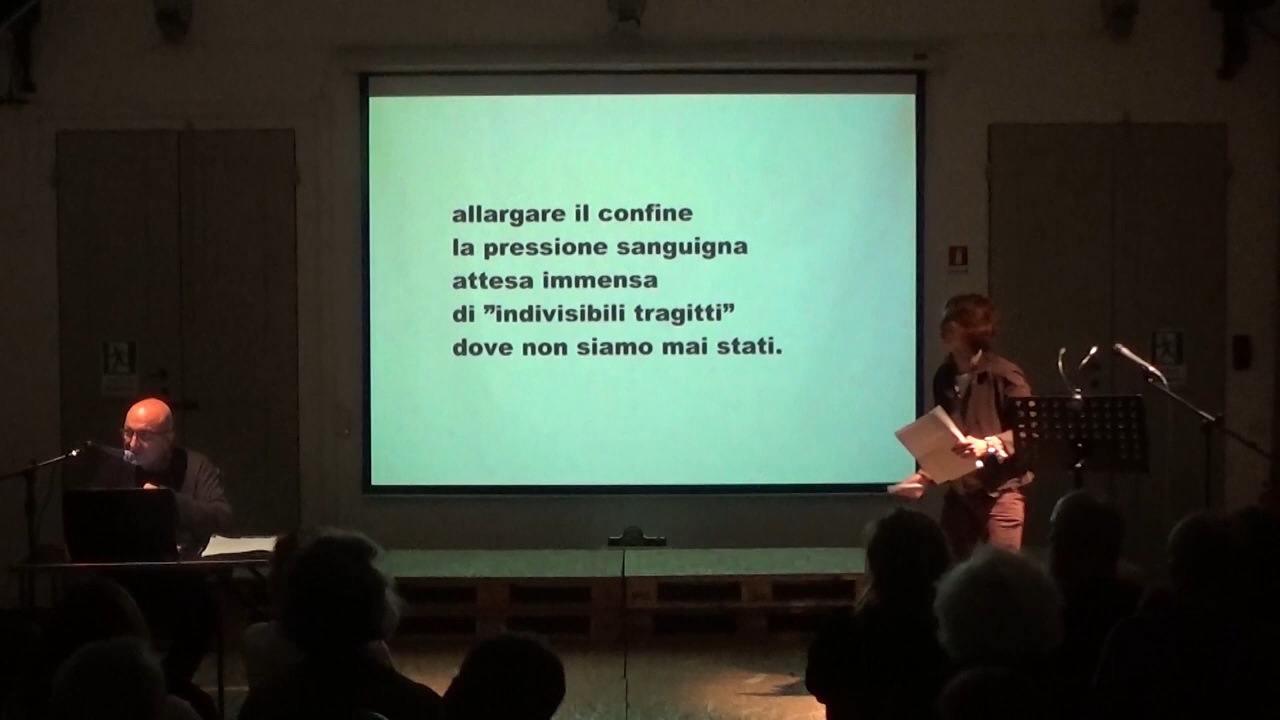 allargare il confine
la pressione sanguigna
attesa immensa
di ”indivisibili tragitti”
dove non siamo mai stati.